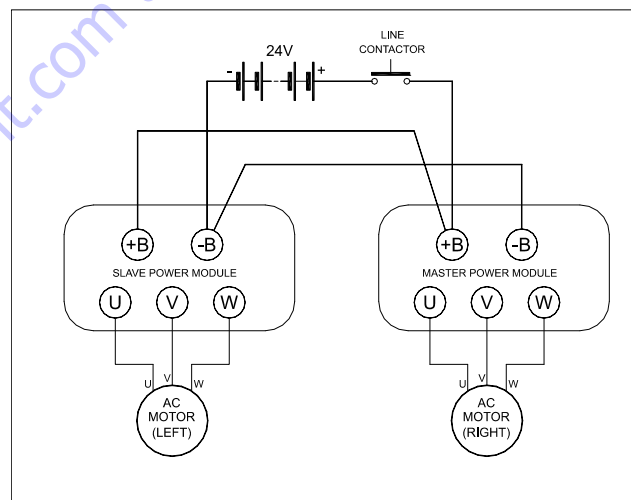 24V
LINE
CONTACTOR
- +
+B -B +B -B
SLAVE POWER MODULE MASTER POWER MODULE
U V W U V W
U V W U V W
AC
MOTOR
(LEFT)
AC
MOTOR
(RIGHT)